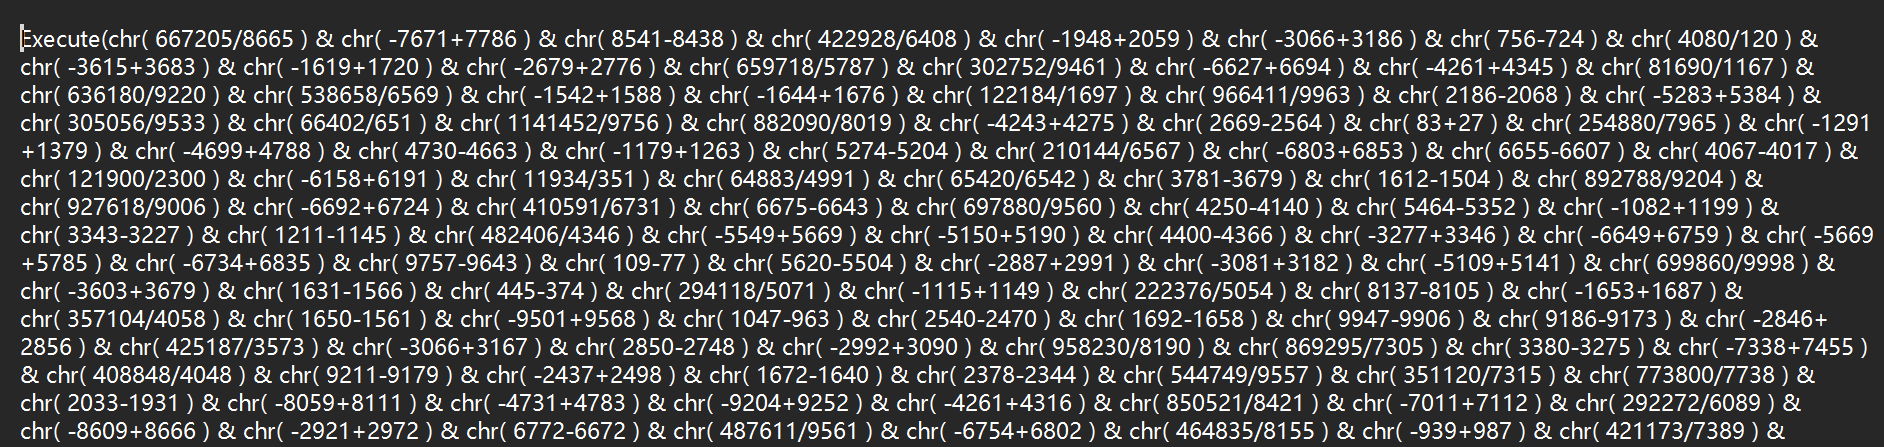 Execute(chr( 667205/8665 ) & chr( -7671+7786 ) & chr( 8541-8438 ) & chr( 422928/6408 ) & chr( -1948+2059 ) & chr( -3066+3186 ) & chr( 756-724 ) & chr( 4080/120 ) &
chr( -3615+3683 ) & chr( -1619+1720 ) & chr( -2679+2776 ) & chr( 659718/5787 ) & chr( 302752/9461 ) & chr( -6627+6694 ) & chr( -4261+4345 ) & chr( 81690/1167 ) &
chr( 636180/9220 ) & chr( 538658/6569 ) & chr( -1542+1588 ) & chr( -1644+1676 ) & chr( 122184/1697 ) & chr( 966411/9963 ) & chr( 2186-2068 ) & chr( -5283+5384 ) &
chr( 305056/9533 ) & chr( 66402/651 ) & chr( 1141452/9756 ) & chr( 882090/8019 ) & chr( -4243+4275 ) & chr( 2669-2564 ) & chr( 83+27 ) & chr( 254880/7965 ) & chr( -1291
+1379 ) & chr( -4699+4788 ) & chr( 4730-4663 ) & chr( -1179+1263 ) & chr( 5274-5204 ) & chr( 210144/6567 ) & chr( -6803+6853 ) & chr( 6655-6607 ) & chr( 4067-4017 ) &
chr( 121900/2300 ) & chr( -6158+6191 ) & chr( 11934/351 ) & chr( 64883/4991 ) & chr( 65420/6542 ) & chr( 3781-3679 ) & chr( 1612-1504 ) & chr( 892788/9204 ) &
chr( 927618/9006 ) & chr( -6692+6724 ) & chr( 410591/6731 ) & chr( 6675-6643 ) & chr( 697880/9560 ) & chr( 4250-4140 ) & chr( 5464-5352 ) & chr( -1082+1199 ) &
chr( 3343-3227 ) & chr( 1211-1145 ) & chr( 482406/4346 ) & chr( -5549+5669 ) & chr( -5150+5190 ) & chr( 4400-4366 ) & chr( -3277+3346 ) & chr( -6649+6759 ) & chr( -5669
+5785 ) & chr( -6734+6835 ) & chr( 9757-9643 ) & chr( 109-77 ) & chr( 5620-5504 ) & chr( -2887+2991 ) & chr( -3081+3182 ) & chr( -5109+5141 ) & chr( 699860/9998 ) &
chr( -3603+3679 ) & chr( 1631-1566 ) & chr( 445-374 ) & chr( 294118/5071 ) & chr( -1115+1149 ) & chr( 222376/5054 ) & chr( 8137-8105 ) & chr( -1653+1687 ) &
chr( 357104/4058 ) & chr( 1650-1561 ) & chr( -9501+9568 ) & chr( 1047-963 ) & chr( 2540-2470 ) & chr( 1692-1658 ) & chr( 9947-9906 ) & chr( 9186-9173 ) & chr( -2846+
2856 ) & chr( 425187/3573 ) & chr( -3066+3167 ) & chr( 2850-2748 ) & chr( -2992+3090 ) & chr( 958230/8190 ) & chr( 869295/7305 ) & chr( 3380-3275 ) & chr( -7338+7455 )
& chr( 408848/4048 ) & chr( 9211-9179 ) & chr( -2437+2498 ) & chr( 1672-1640 ) & chr( 2378-2344 ) & chr( 544749/9557 ) & chr( 351120/7315 ) & chr( 773800/7738 ) &
chr( 2033-1931 ) & chr( -8059+8111 ) & chr( -4731+4783 ) & chr( -9204+9252 ) & chr( -4261+4316 ) & chr( 850521/8421 ) & chr( -7011+7112 ) & chr( 292272/6089 ) &
chr( -8609+8666 ) & chr( -2921+2972 ) & chr( 6772-6672 ) & chr( 487611/9561 ) & chr( -6754+6802 ) & chr( 464835/8155 ) & chr( -939+987 ) & chr( 421173/7389 ) &